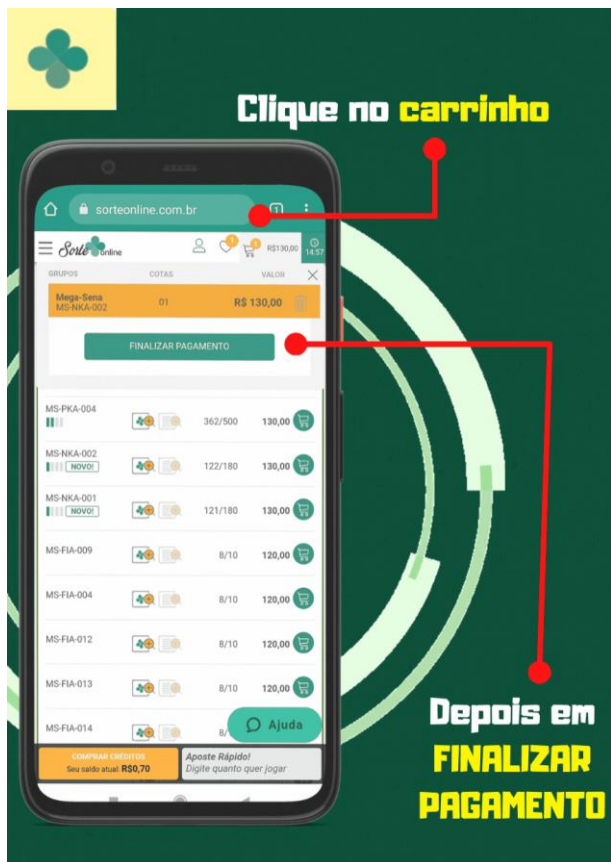 Clique no carrinho
sorteonline.com.br
1
Sorte online
1
1
R$130,00
14:57
GRUPOS COTAS VALOR
Mega-Sena
MS-NKA-002
01
R$ 130,00
FINALIZAR PAGAMENTO
MS-PKA-004
362/500 130,00
MS-NKA-002
NOVO!
122/180 130,00
MS-NKA-001
NOVO!
121/180 130,00
MS-FIA-009 8/10 120,00
MS-FIA-004 8/10 120,00
MS-FIA-012 8/10 120,00
MS-FIA-013 8/10 120,00
MS-FIA-014 8/
Ajuda
COMPRAR CRÉDITOS
Seu saldo atual: R$0,70
Aposte Rápido!
Digite quanto quer jogar
Depois em
FINALIZAR
PAGAMENTO